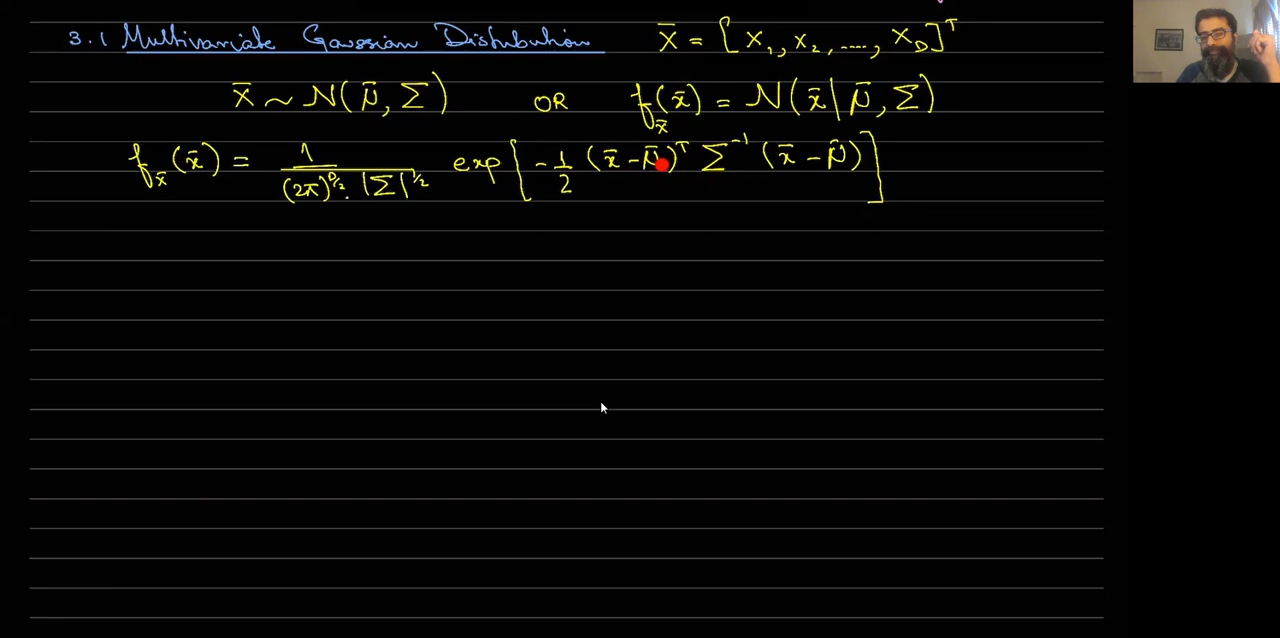 3.1 Multivariate Gaussian Distribution X̄ = [X₁, X₂, ...., X_D]ᵀ
X̄ ~ N(μ̄, Σ) OR f_X̄(x̄) = N(x̄ | μ̄, Σ)
f_X̄(x̄) = 1 / ((2π)^{D/2} . |Σ|^{1/2}) exp[ -1/2 (x̄ - μ̄)ᵀ Σ⁻¹ (x̄ - μ̄) ]